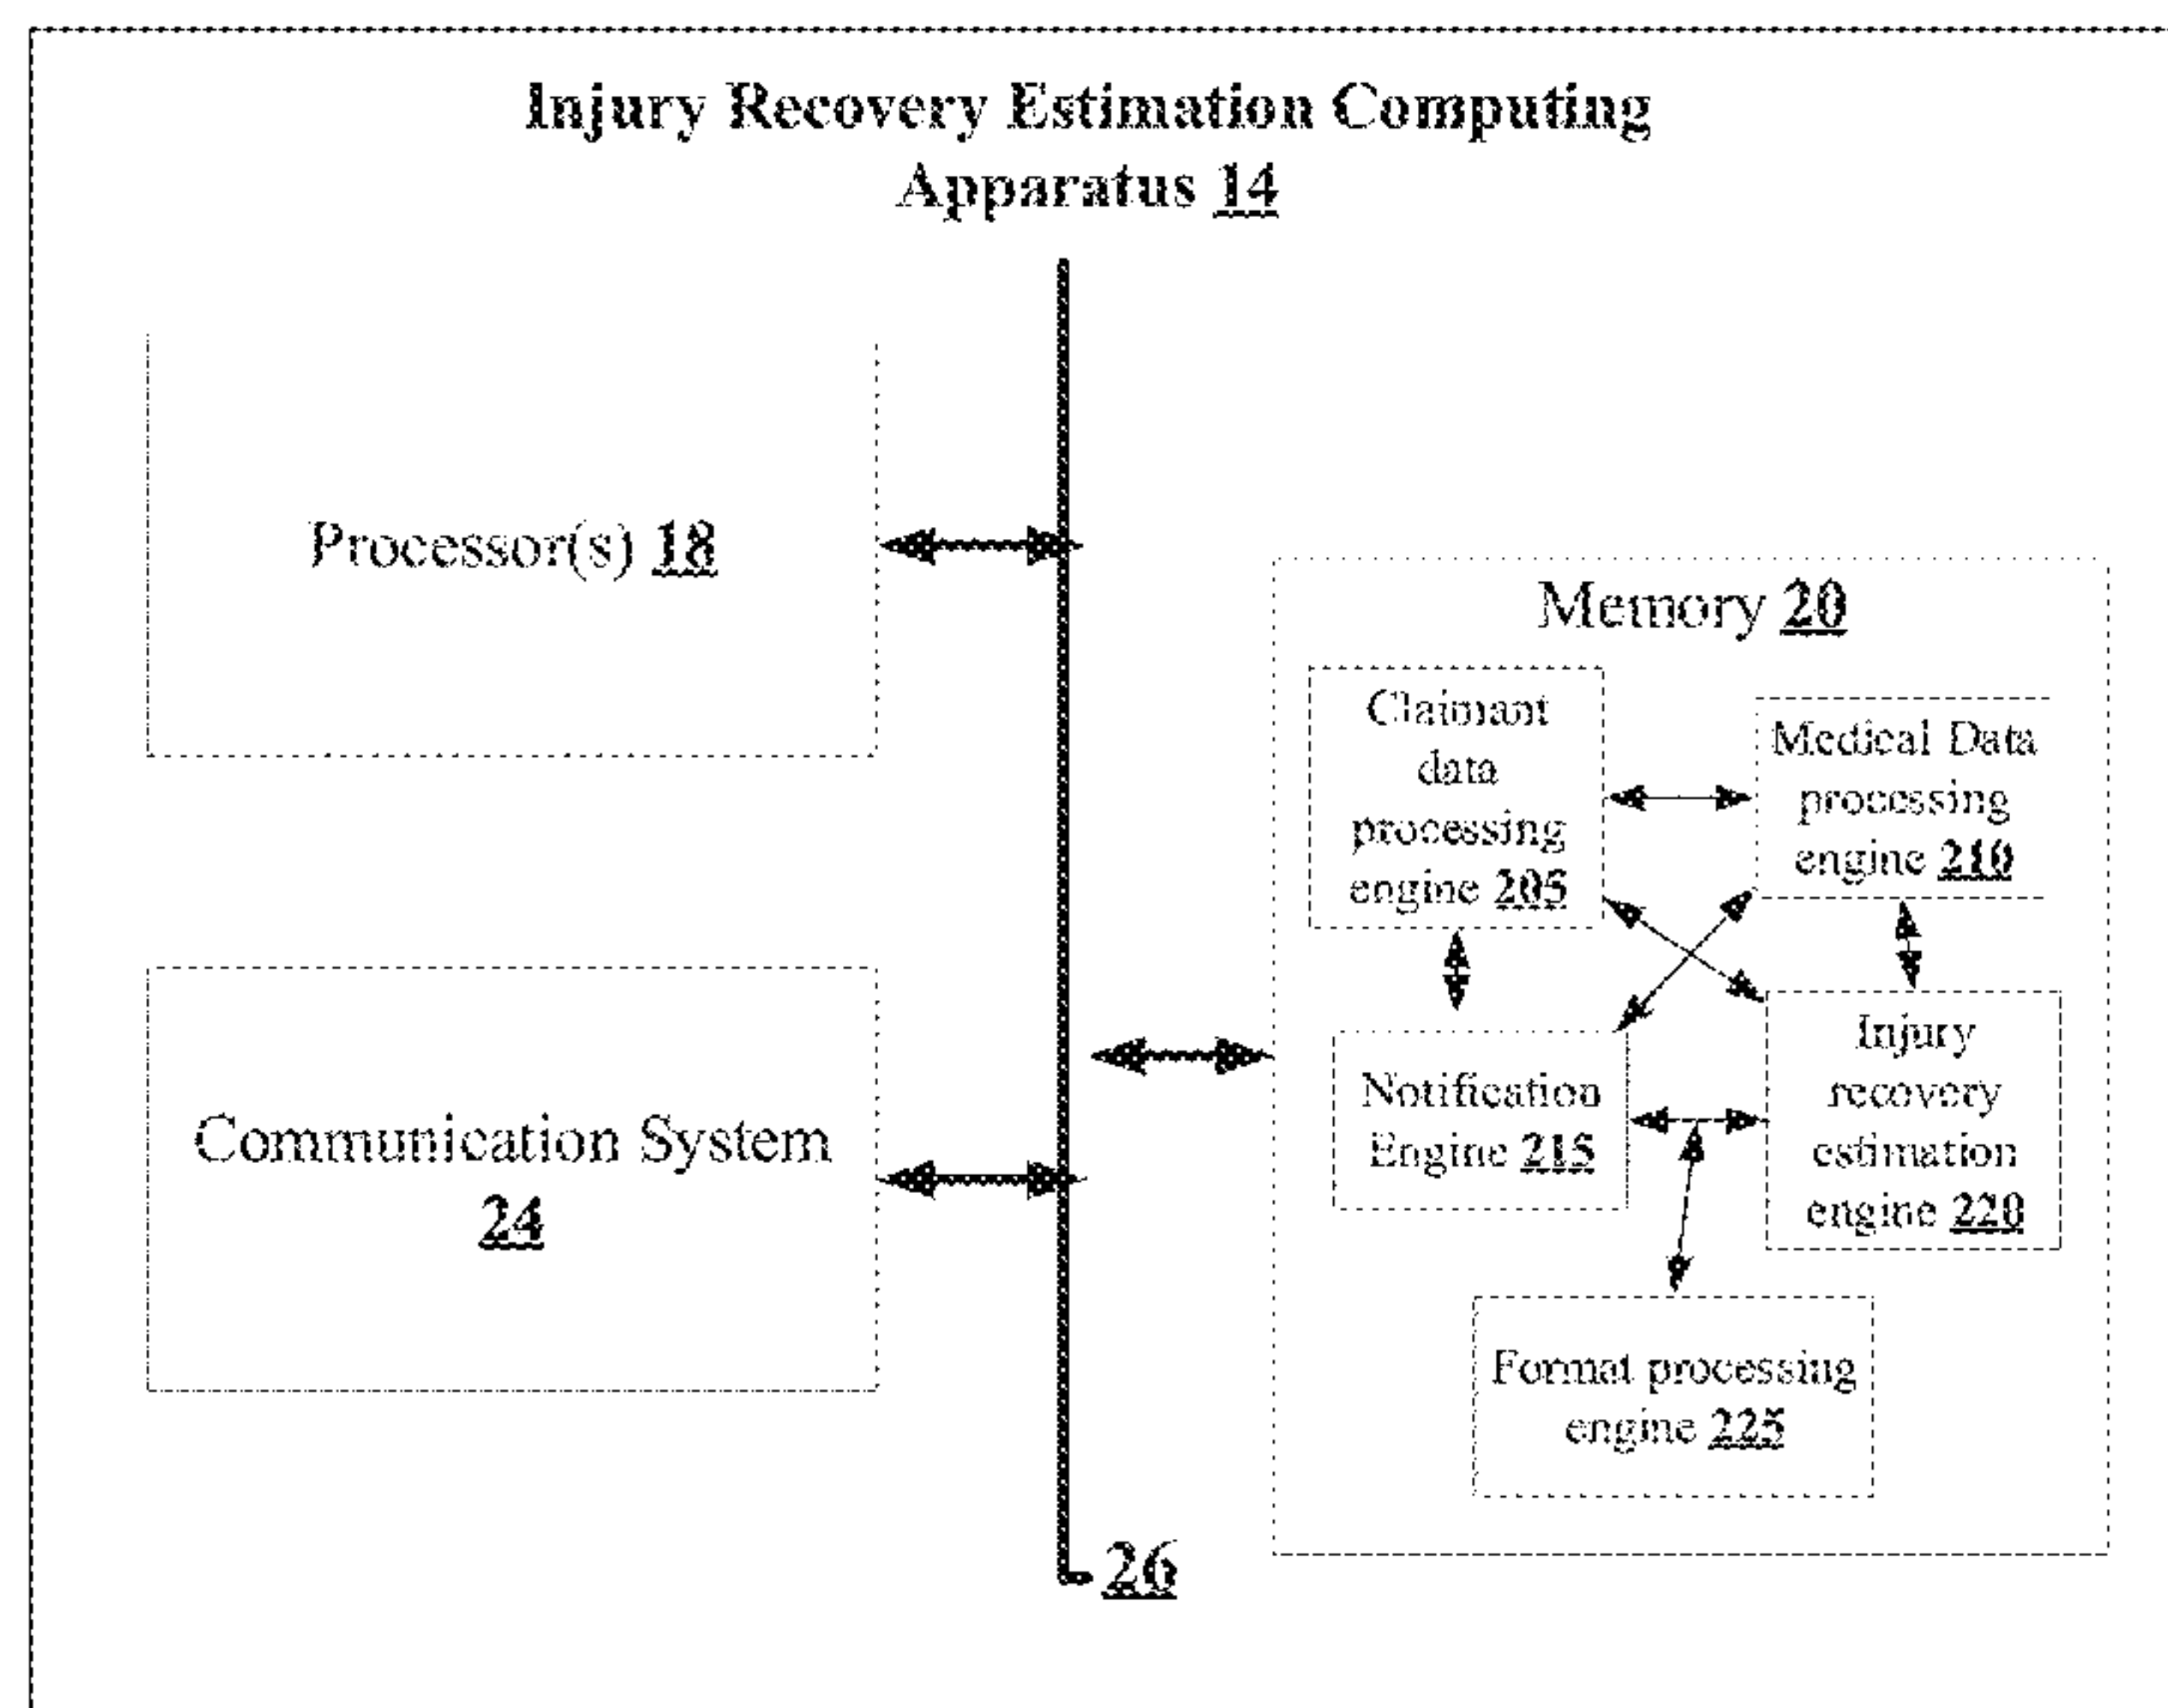 Injury Recovery Estimation Computing
Apparatus 14
Processor(s) 18
Memory 20
Claimant
data
processing
engine 205
Medical Data
processing
engine 210
Communication System
24
Notification
Engine 215
Injury
recovery
estimation
engine 220
Format processing
engine 225
26